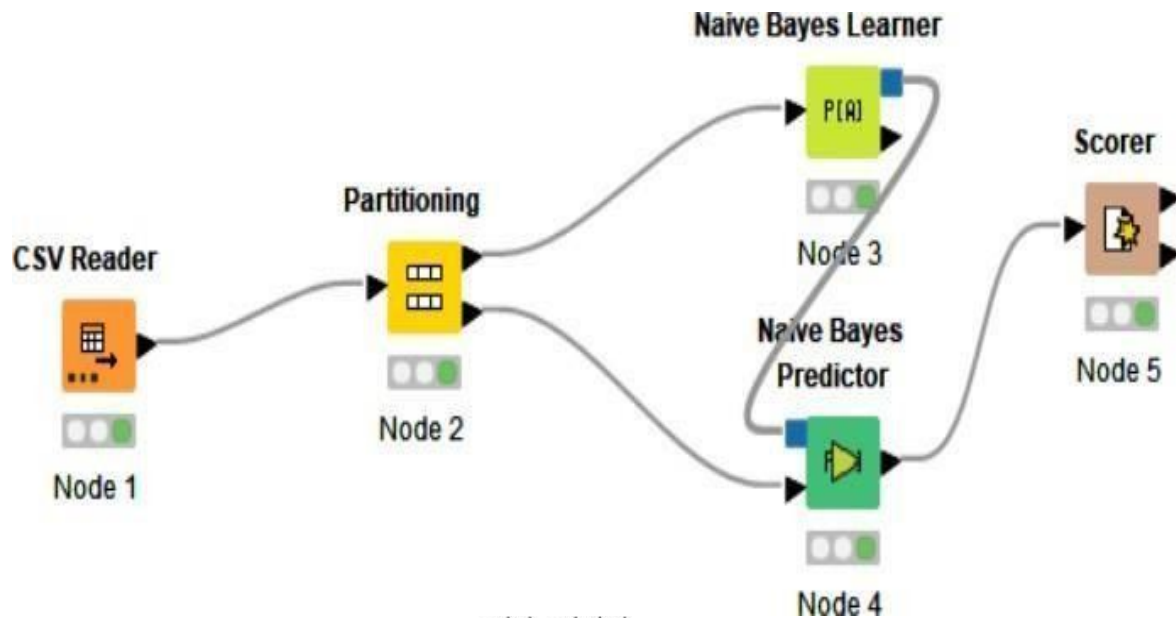 Naive Bayes Learner
P[A]
Node 3
Scorer
Node 5
Partitioning
Node 2
CSV Reader
Node 1
Naive Bayes
Predictor
Node 4